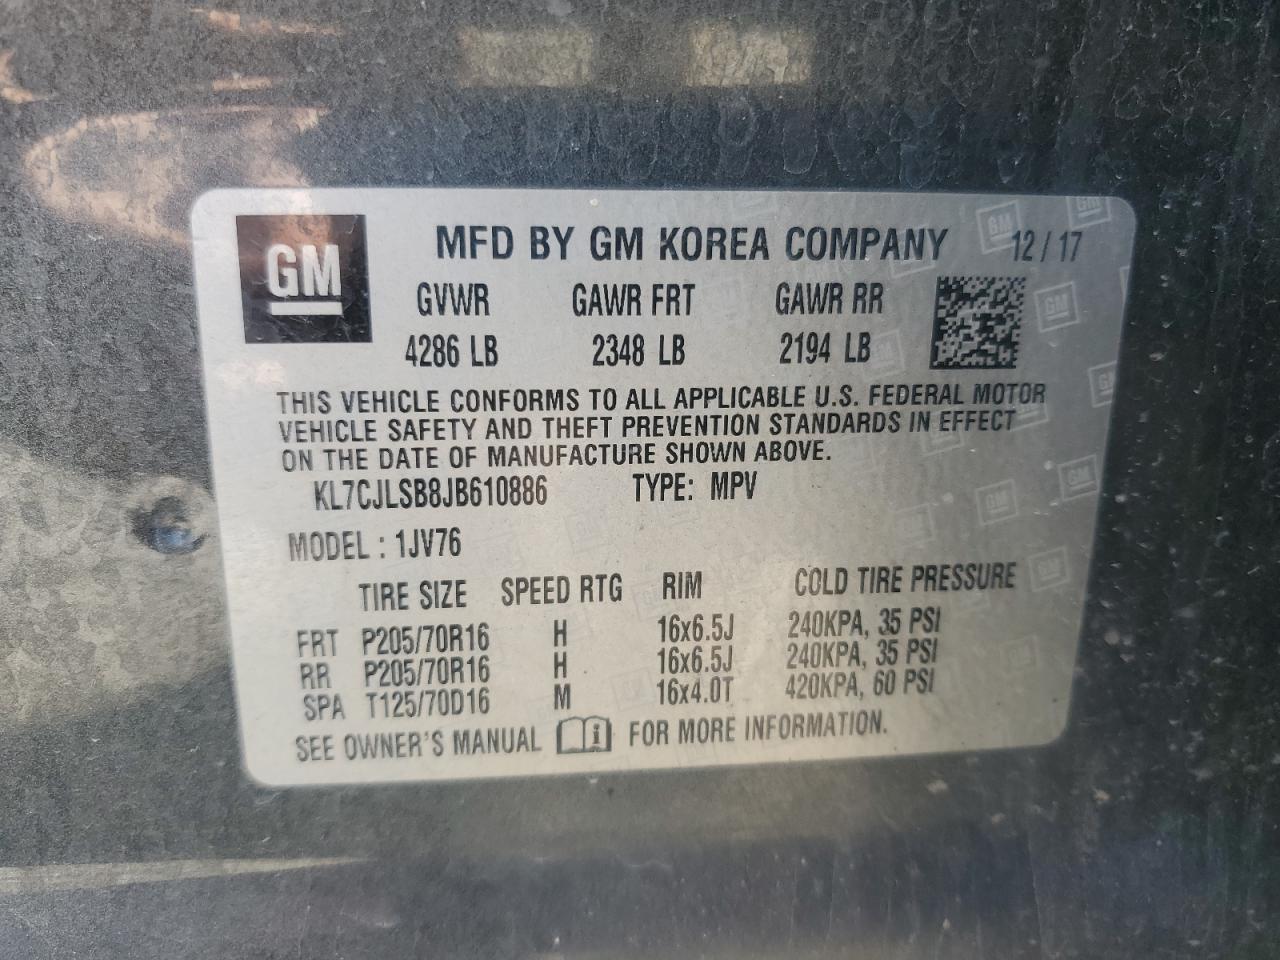 GM
MFD BY GM KOREA COMPANY 12 / 17
GVWR GAWR FRT GAWR RR
4286 LB 2348 LB 2194 LB
THIS VEHICLE CONFORMS TO ALL APPLICABLE U.S. FEDERAL MOTOR
VEHICLE SAFETY AND THEFT PREVENTION STANDARDS IN EFFECT
ON THE DATE OF MANUFACTURE SHOWN ABOVE.
KL7CJLSB8JB610886 TYPE: MPV
MODEL : 1JV76
TIRE SIZE SPEED RTG RIM COLD TIRE PRESSURE
FRT P205/70R16 H 16x6.5J 240KPA, 35 PSI
RR P205/70R16 H 16x6.5J 240KPA, 35 PSI
SPA T125/70D16 M 16x4.0T 420KPA, 60 PSI
SEE OWNER'S MANUAL i FOR MORE INFORMATION.